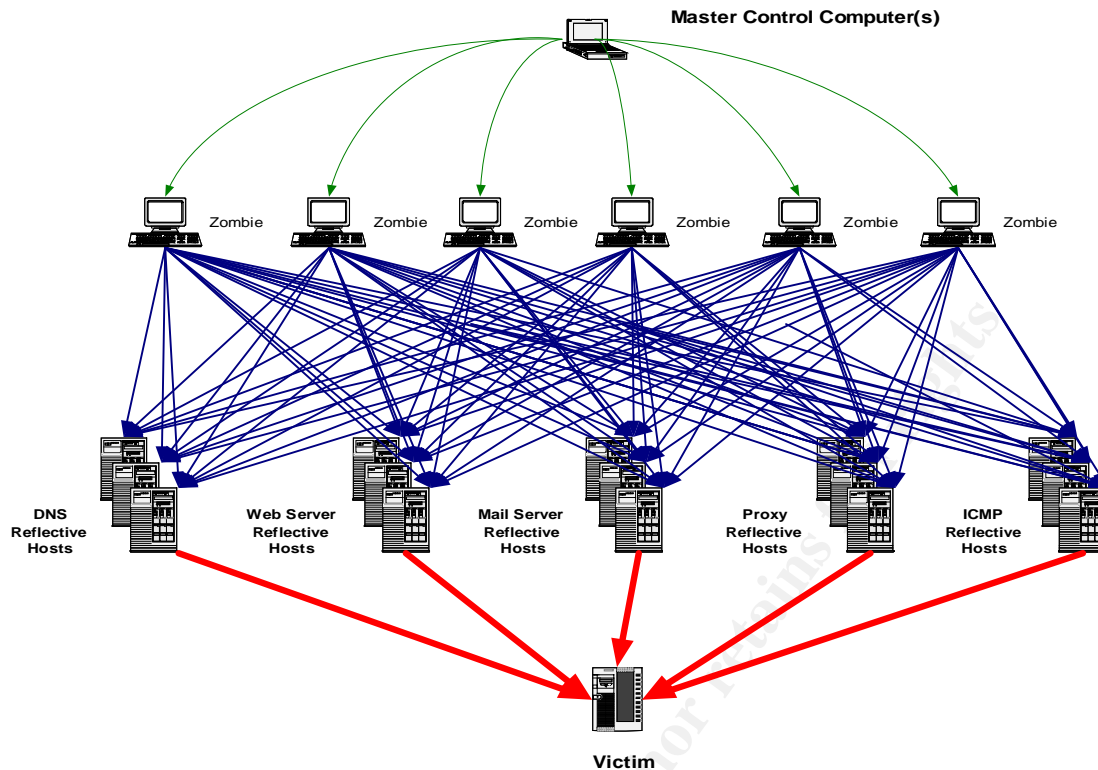 Master Control Computer(s)
Zombie
Zombie
Zombie
Zombie
Zombie
Zombie
DNS
Reflective
Hosts
Web Server
Reflective
Hosts
Mail Server
Reflective
Hosts
Proxy
Reflective
Hosts
ICMP
Reflective
Hosts
retains
Victim